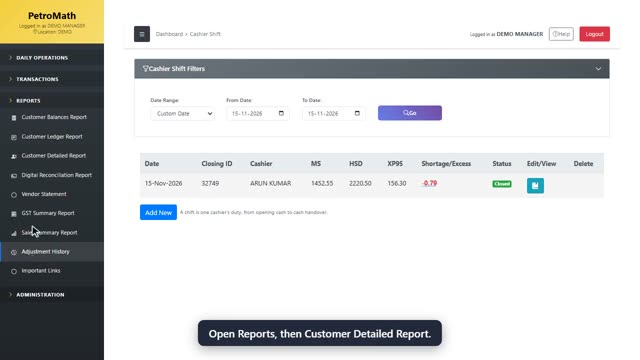 PetroMath
Logged in as DEMO MANAGER
Location: DEMO
DAILY OPERATIONS
TRANSACTIONS
REPORTS
Customer Balances Report
Customer Ledger Report
Customer Detailed Report
Digital Reconciliation Report
Vendor Statement
GST Summary Report
Sales Summary Report
Adjustment History
Important Links
ADMINISTRATION
Dashboard > Cashier Shift
Logged in as DEMO MANAGER
Help
Logout
Cashier Shift Filters
Date Range: From Date: To Date:
Custom Date 15-11-2026 15-11-2026 Go
Date Closing ID Cashier MS HSD XP95 Shortage/Excess Status Edit/View Delete
15-Nov-2026 32749 ARUN KUMAR 1452.55 2220.50 156.30 -0.79 Closed
Add New A shift is one cashier's duty, from opening cash to cash handover.
Open Reports, then Customer Detailed Report.